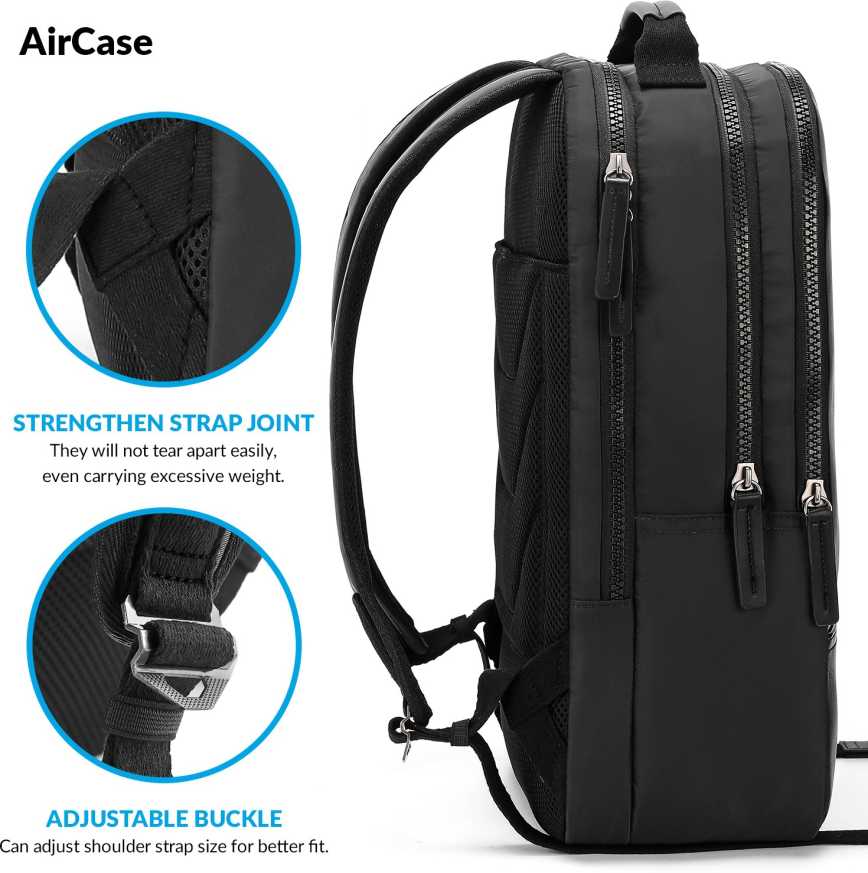 AirCase
STRENGTHEN STRAP JOINT
They will not tear apart easily,
even carrying excessive weight.
ADJUSTABLE BUCKLE
Can adjust shoulder strap size for better fit.